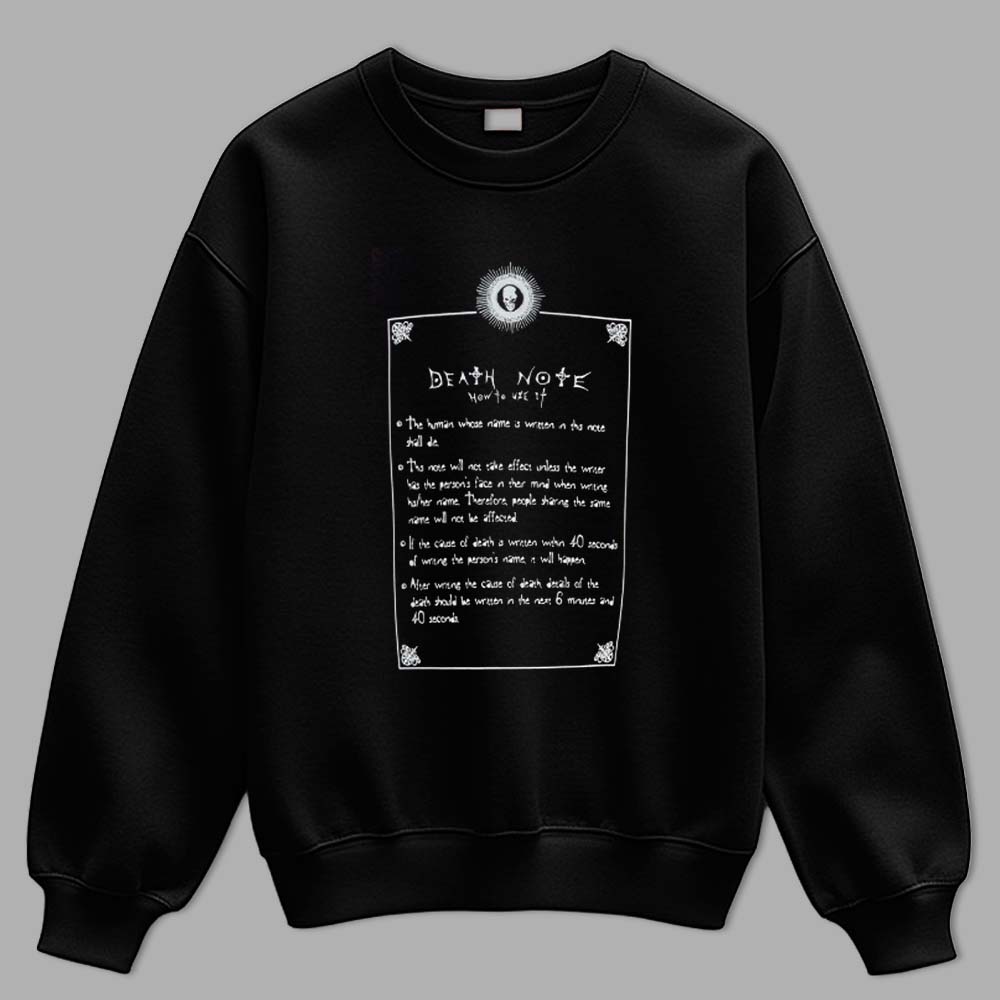 DEATH NOTE
How to use it
The human whose name is written in this note
shall die.
This note will not take effect unless the writer
has the person's face in their mind when writing
his/her name. Therefore, people sharing the same
name will not be affected.
If the cause of death is written within 40 seconds
of writing the person's name, it will happen.
After writing the cause of death, details of the
death should be written in the next 6 minutes and
40 seconds.